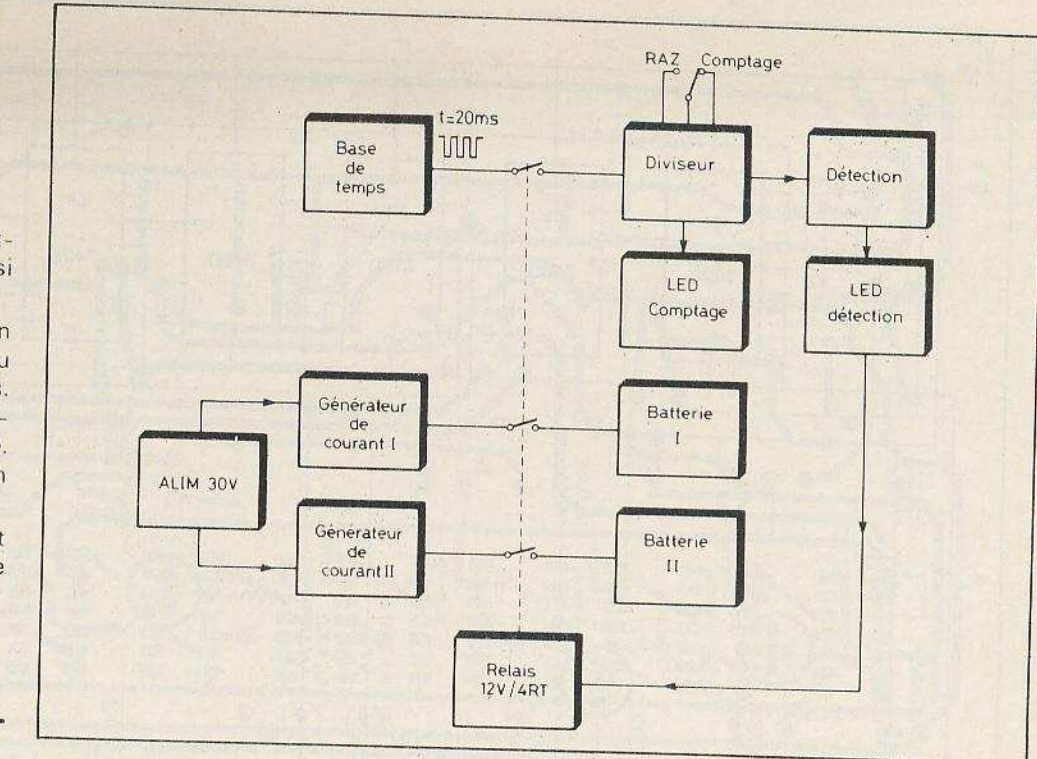 RAZ Comptage
t=20ms
Base
de
temps
Diviseur
Détection
LED
Comptage
LED
détection
Générateur
de
courant I
Batterie
I
ALIM 30V
Générateur
de
courant II
Batterie
II
Relais
12V/4RT
si
n
u
s.
n
t
e